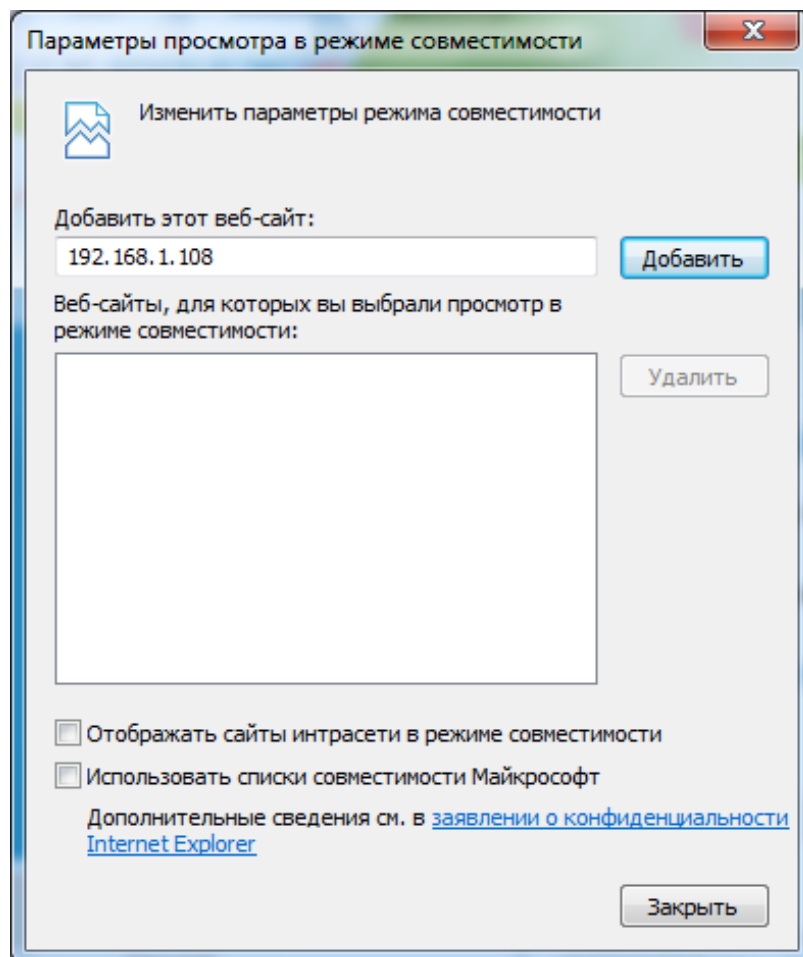 Параметры просмотра в режиме совместимости
Изменить параметры режима совместимости
Добавить этот веб-сайт:
192.168.1.108
Добавить
Веб-сайты, для которых вы выбрали просмотр в
режиме совместимости:
Удалить
Отображать сайты интрасети в режиме совместимости
Использовать списки совместимости Майкрософт
Дополнительные сведения см. в заявлении о конфиденциальности
Internet Explorer
Закрыть